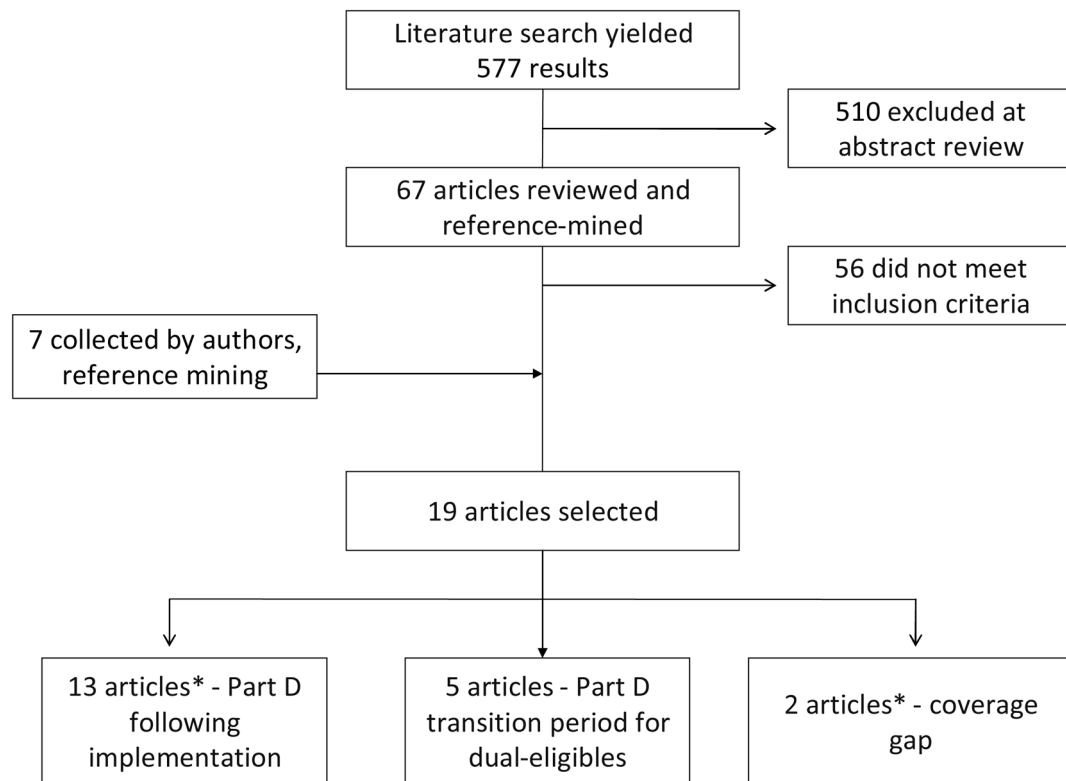 Literature search yielded
577 results
510 excluded at
abstract review
67 articles reviewed and
reference-mined
56 did not meet
inclusion criteria
7 collected by authors,
reference mining
19 articles selected
13 articles* - Part D
following
implementation
5 articles - Part D
transition period for
dual-eligibles
2 articles* - coverage
gap